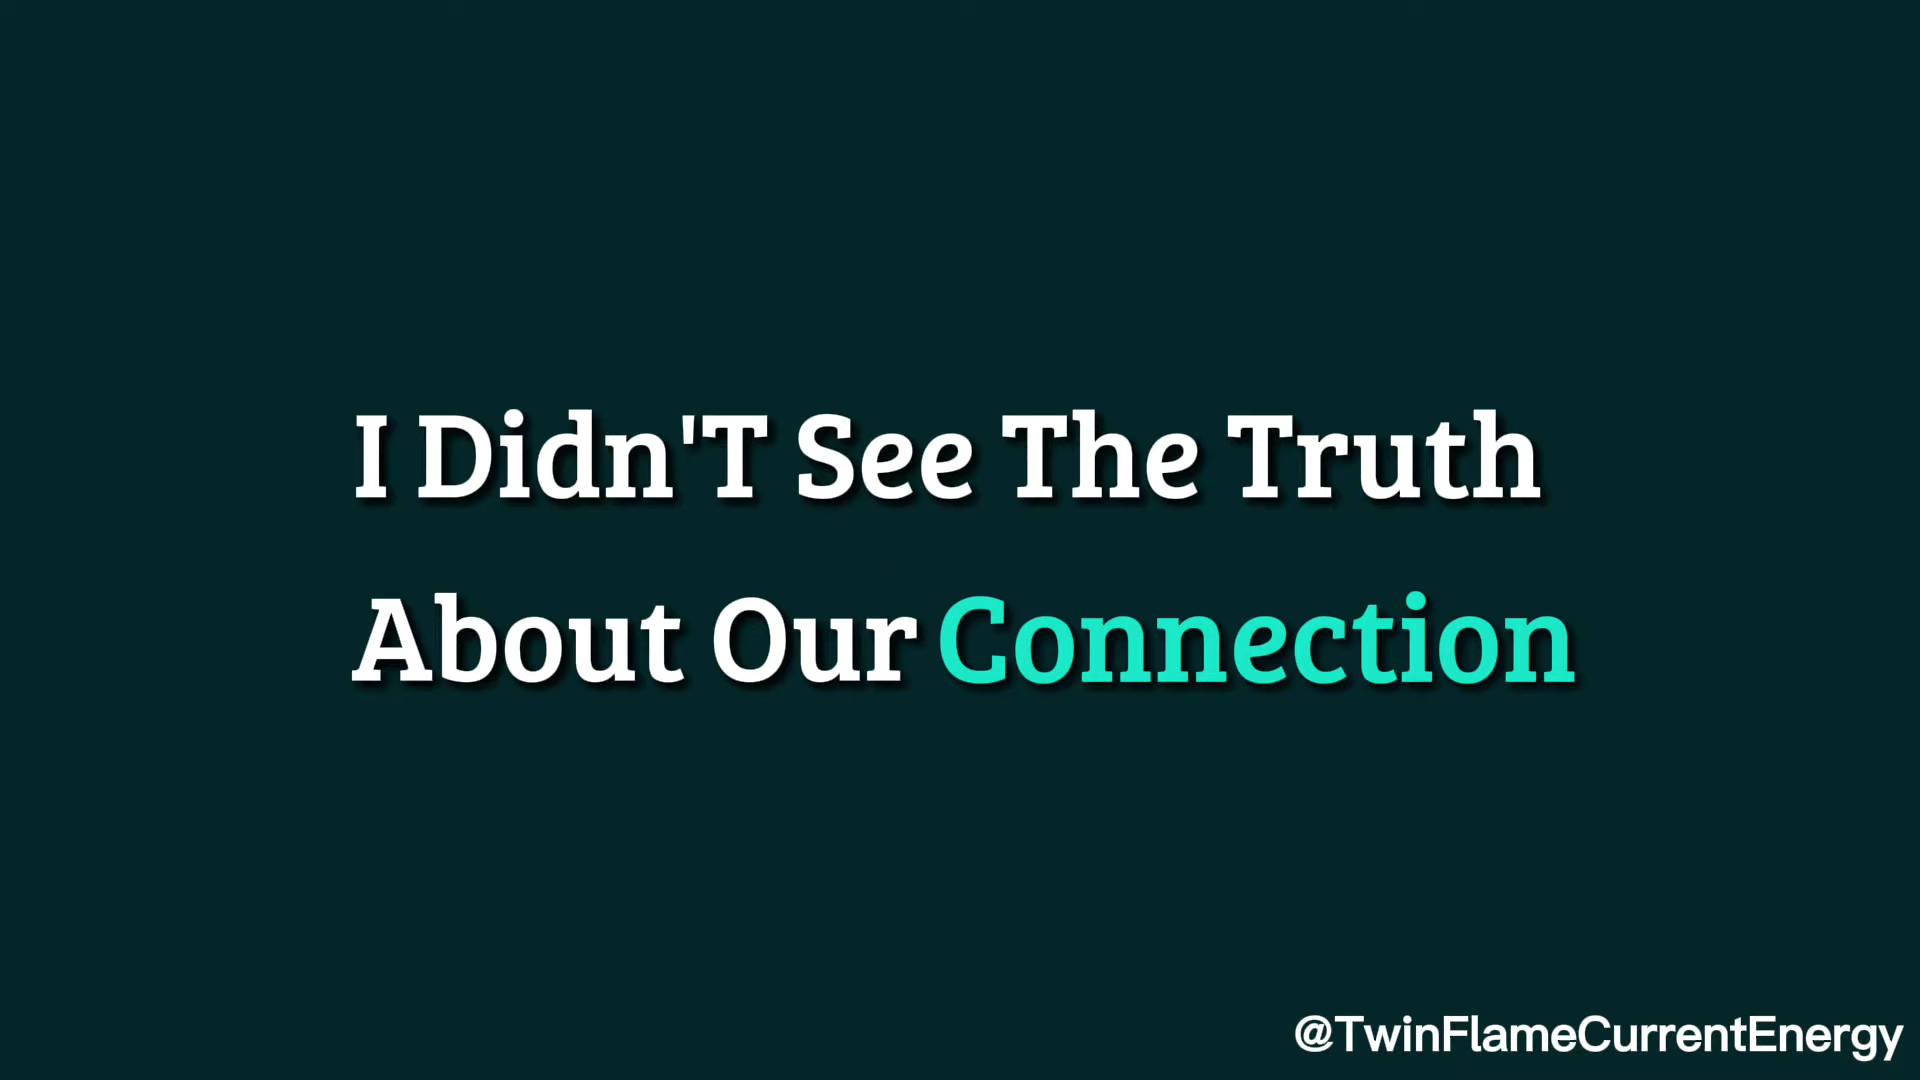 I Didn'T See The Truth
About Our Connection
@TwinFlameCurrentEnergy